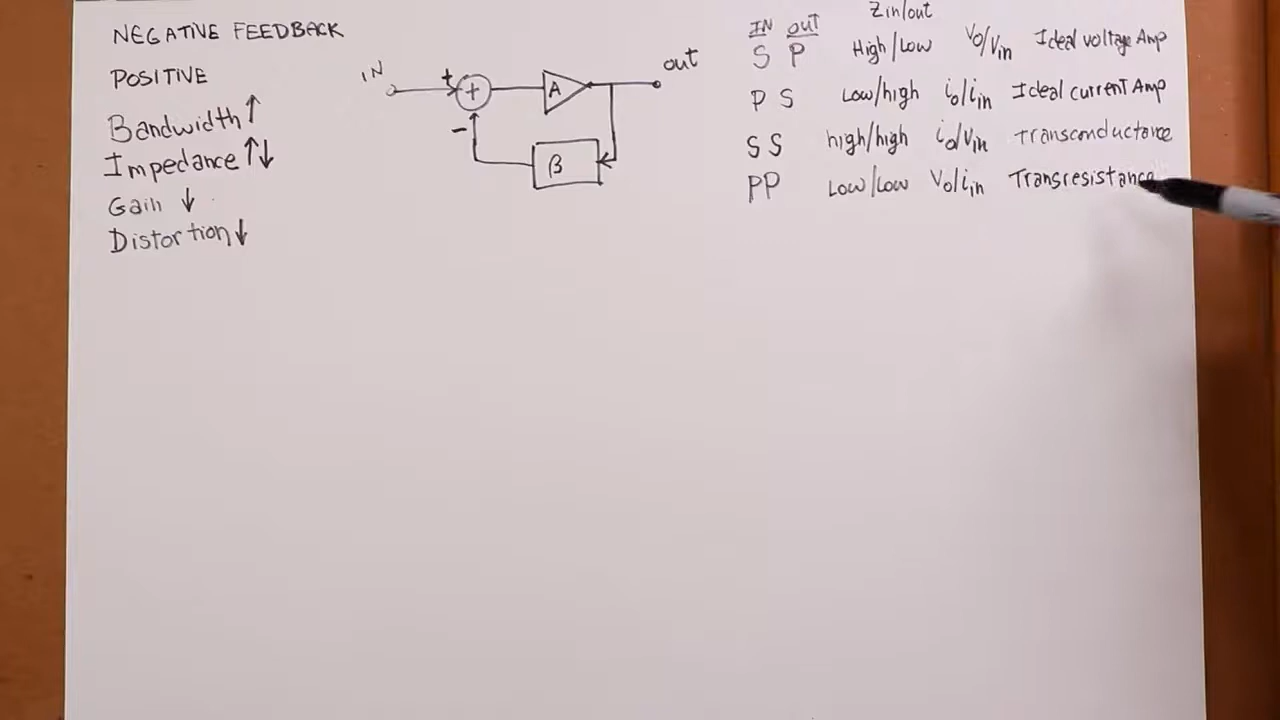 NEGATIVE FEEDBACK
POSITIVE
Bandwidth ↑
Impedance ↑↓
Gain ↓
Distortion ↓
IN
+
+
A
out
-
β
Zin/out
IN OUT
S P High/Low Vo/Vin Ideal voltage Amp
P S Low/high io/iin Ideal current Amp
S S high/high io/Vin Transconductance
PP Low/Low Vo/iin Transresistance